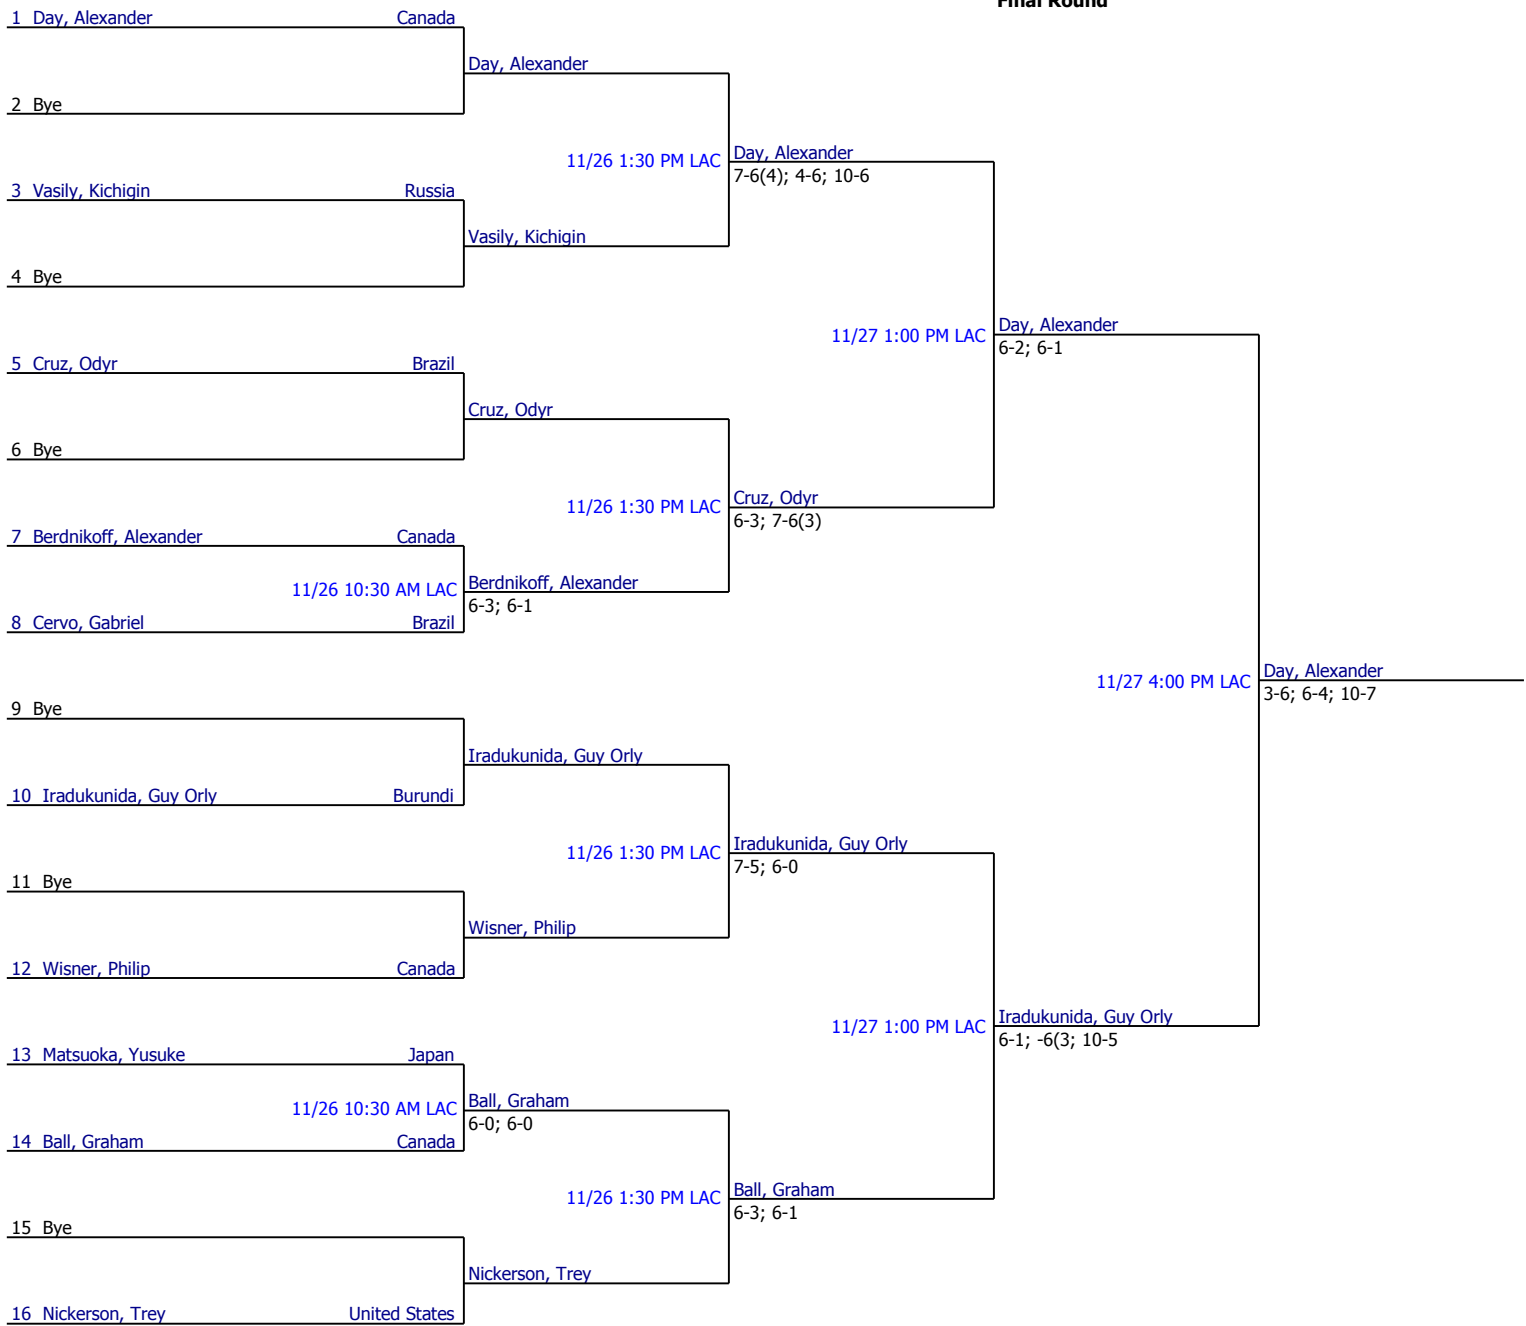 Final Round
1 Day, Alexander Canada
Day, Alexander
2 Bye
11/26 1:30 PM LAC Day, Alexander
7-6(4); 4-6; 10-6
3 Vasily, Kichigin Russia
Vasily, Kichigin
4 Bye
11/27 1:00 PM LAC Day, Alexander
6-2; 6-1
5 Cruz, Odyr Brazil
Cruz, Odyr
6 Bye
11/26 1:30 PM LAC Cruz, Odyr
6-3; 7-6(3)
7 Berdnikoff, Alexander Canada
11/26 10:30 AM LAC Berdnikoff, Alexander
6-3; 6-1
8 Cervo, Gabriel Brazil
11/27 4:00 PM LAC Day, Alexander
3-6; 6-4; 10-7
9 Bye
Iradukunida, Guy Orly
10 Iradukunida, Guy Orly Burundi
11/26 1:30 PM LAC Iradukunida, Guy Orly
7-5; 6-0
11 Bye
Wisner, Philip
12 Wisner, Philip Canada
11/27 1:00 PM LAC Iradukunida, Guy Orly
6-1; -6(3; 10-5
13 Matsuoka, Yusuke Japan
11/26 10:30 AM LAC Ball, Graham
6-0; 6-0
14 Ball, Graham Canada
11/26 1:30 PM LAC Ball, Graham
6-3; 6-1
15 Bye
Nickerson, Trey
16 Nickerson, Trey United States